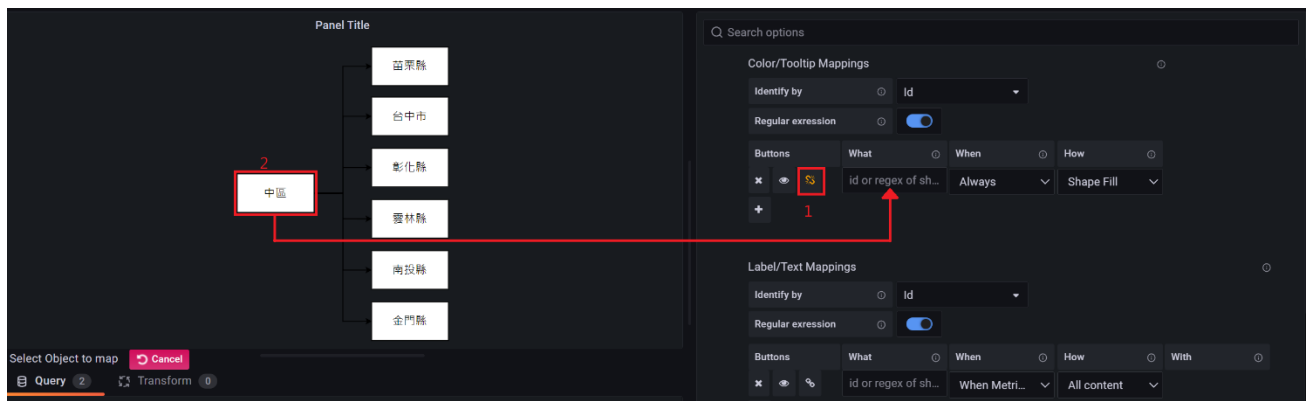 Panel Title
苗栗縣
台中市
彰化縣
雲林縣
南投縣
金門縣
2
中區
Select Object to map
Cancel
Query 2
Transform 0
Search options
Color/Tooltip Mappings
Identify by
Id
Regular exression
Buttons What When How
id or regex of sh... Always Shape Fill
1
Label/Text Mappings
Identify by
Id
Regular exression
Buttons What When How With
id or regex of sh... When Metri... All content